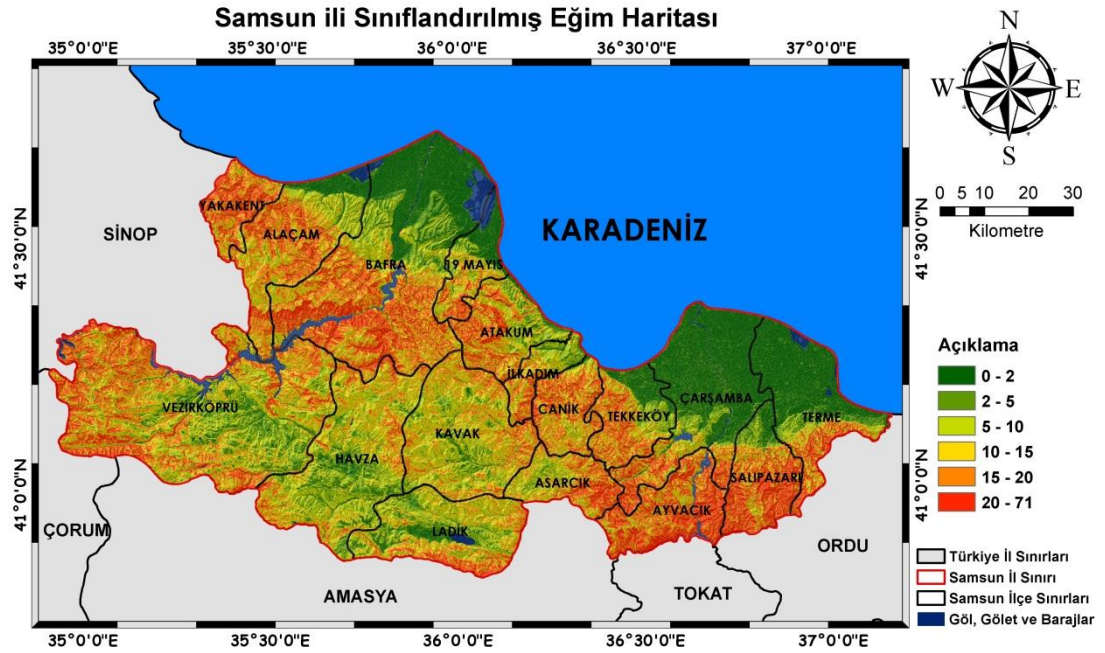 Samsun ili Sınıflandırılmış Eğim Haritası
35°0'0"E 35°30'0"E 36°0'0"E 36°30'0"E 37°0'0"E
N
W E
S
0 5 10 20 30
Kilometre
41°30'0"N
41°30'0"N
41°0'0"N
41°0'0"N
SİNOP
KARADENİZ
YAKAKENT
ALAÇAM
BAFRA
19 MAYIS
ATAKUM
İLKADIM
CANİK
TEKKEKÖY
ÇARŞAMBA
TERME
VEZİRKÖPRÜ
HAVZA
KAVAK
ASARCIK
AYVACIK
SALIPAZARI
LADİK
ÇORUM
AMASYA
TOKAT
ORDU
Açıklama
0 - 2
2 - 5
5 - 10
10 - 15
15 - 20
20 - 71
Türkiye İl Sınırları
Samsun İl Sınırı
Samsun İlçe Sınırları
Göl, Gölet ve Barajlar
35°0'0"E 35°30'0"E 36°0'0"E 36°30'0"E 37°0'0"E